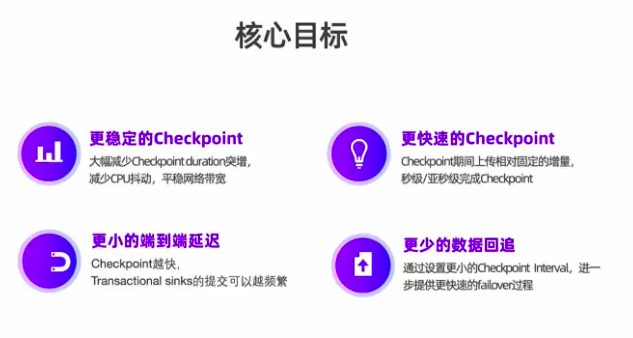 核心目标
更稳定的Checkpoint
大幅减少Checkpoint duration突增，
减少CPU抖动，平稳网络带宽
更快速的Checkpoint
Checkpoint期间上传相对固定的增量，
秒级/亚秒级完成Checkpoint
更小的端到端延迟
Checkpoint越快，
Transactional sinks的提交可以越频繁
更少的数据回追
通过设置更小的Checkpoint Interval，进一
步提供更快速的failover过程